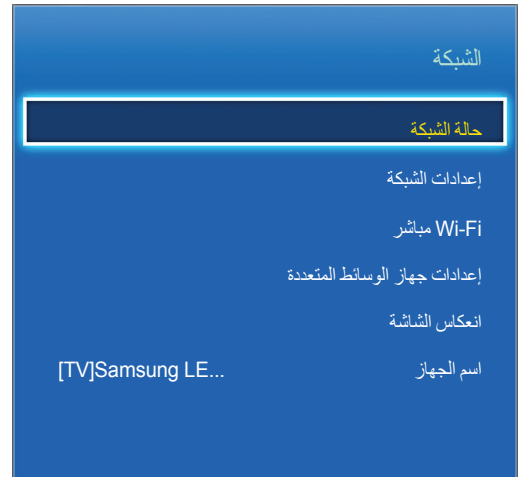 الشبكة
حالة الشبكة
إعدادات الشبكة
Wi-Fi مباشر
إعدادات جهاز الوسائط المتعددة
انعكاس الشاشة
اسم الجهاز [TV]Samsung LE...